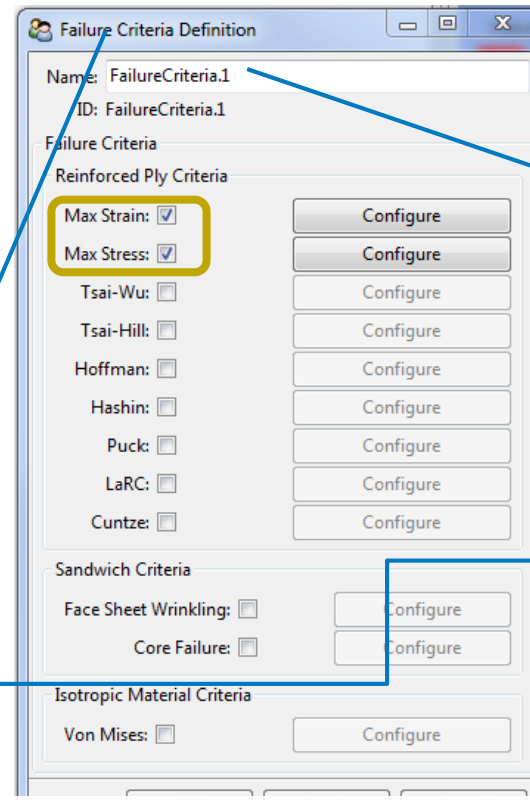 Failure Criteria Definition
Name: FailureCriteria.1
ID: FailureCriteria.1
Failure Criteria
Reinforced Ply Criteria
Max Strain: Configure
Max Stress: Configure
Tsai-Wu: Configure
Tsai-Hill: Configure
Hoffman: Configure
Hashin: Configure
Puck: Configure
LaRC: Configure
Cuntze: Configure
Sandwich Criteria
Face Sheet Wrinkling: Configure
Core Failure: Configure
Isotropic Material Criteria
Von Mises: Configure